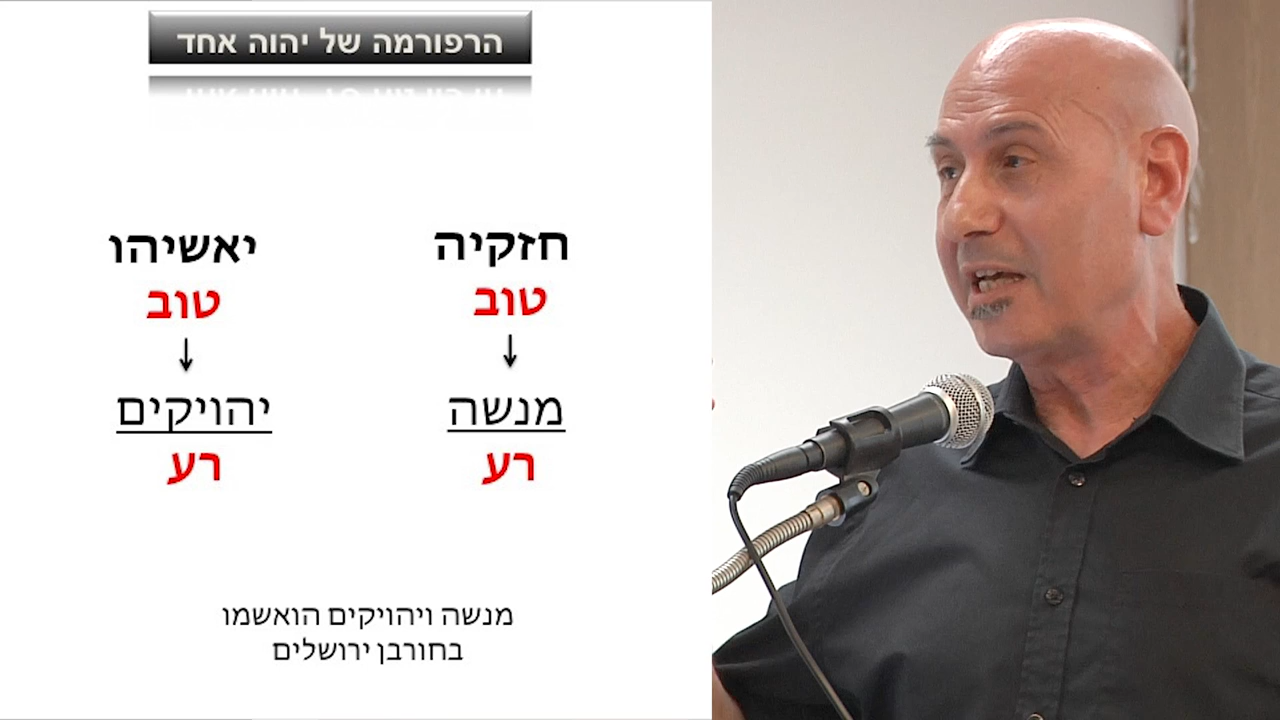 הרפורמה של יהוה אחד
חזקיה
טוב
מנשה
רע
יאשיהו
טוב
יהויקים
רע
מנשה ויהויקים הואשמו
בחורבן ירושלים